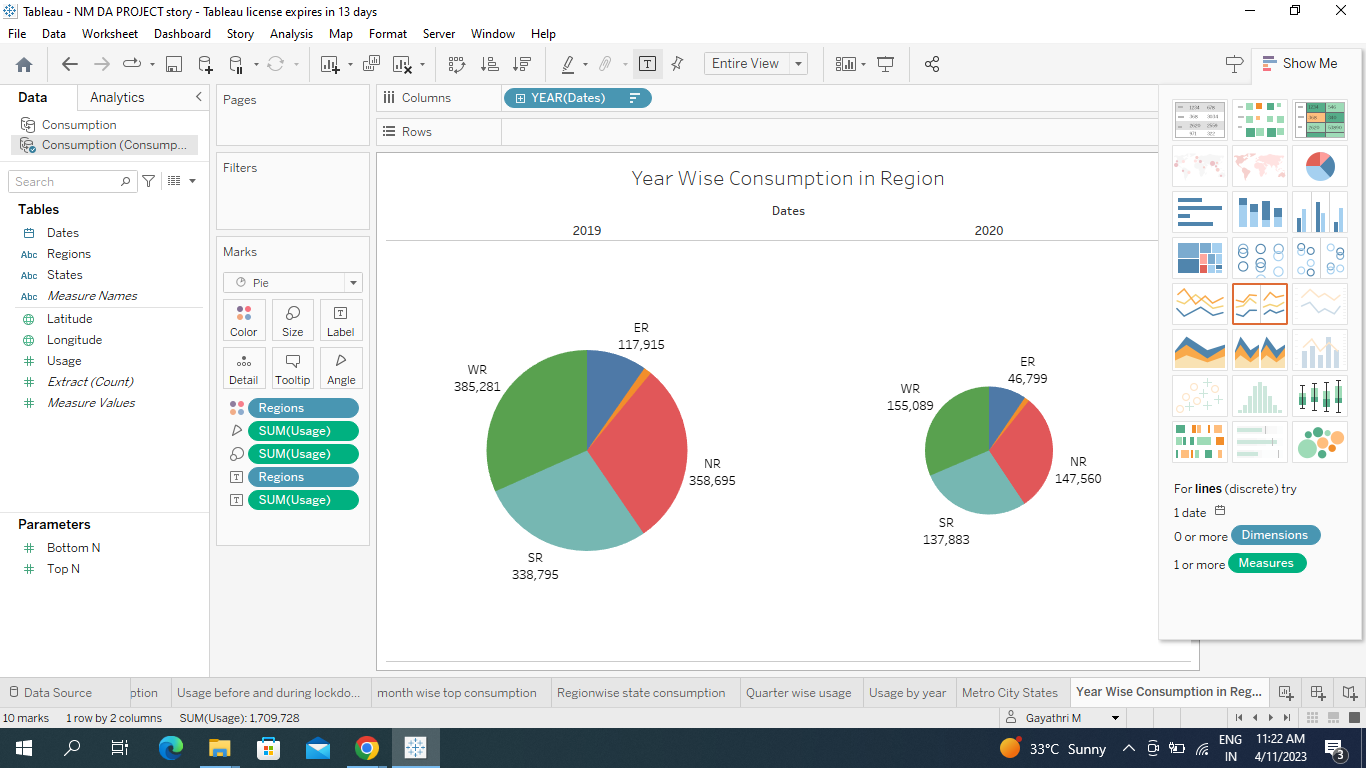 Tableau - NM DA PROJECT story - Tableau license expires in 13 days
File Data Worksheet Dashboard Story Analysis Map Format Server Window Help
Entire View
Show Me
Data Analytics
Consumption
Consumption (Consump...
Search
Tables
Dates
Regions
States
Measure Names
Latitude
Longitude
Usage
Extract (Count)
Measure Values
Parameters
Bottom N
Top N
Pages
Filters
Marks
Pie
Color Size Label
Detail Tooltip Angle
Regions
SUM(Usage)
SUM(Usage)
Regions
SUM(Usage)
Columns YEAR(Dates)
Rows
Year Wise Consumption in Region
Dates
2019 2020
ER
117,915
WR
385,281
NR
358,695
SR
338,795
ER
46,799
WR
155,089
NR
147,560
SR
137,883
For lines (discrete) try
1 date
0 or more Dimensions
1 or more Measures
Data Source ption Usage before and during lockdo... month wise top consumption Regionwise state consumption Quarter wise usage Usage by year Metro City States Year Wise Consumption in Reg...
10 marks 1 row by 2 columns SUM(Usage): 1,709,728 Gayathri M
33°C Sunny ENG 11:22 AM
IN 4/11/2023 3